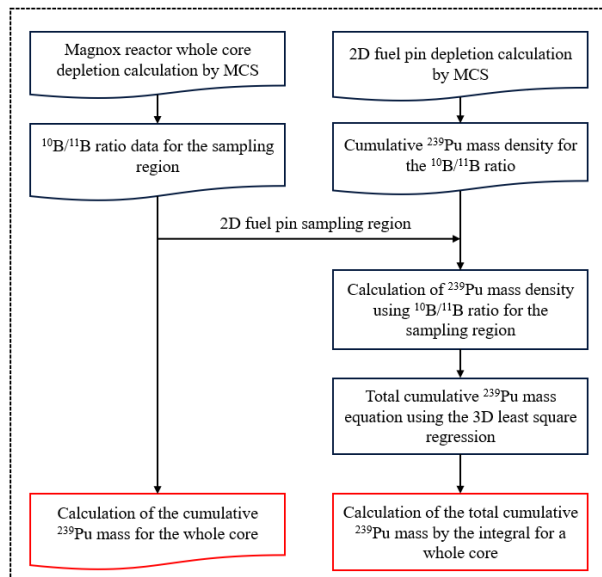 Magnox reactor whole core
depletion calculation by MCS
2D fuel pin depletion calculation
by MCS
¹⁰B/¹¹B ratio data for the sampling
region
Cumulative ²³⁹Pu mass density for
the ¹⁰B/¹¹B ratio
2D fuel pin sampling region
Calculation of ²³⁹Pu mass density
using ¹⁰B/¹¹B ratio for the
sampling region
Total cumulative ²³⁹Pu mass
equation using the 3D least square
regression
Calculation of the cumulative
²³⁹Pu mass for the whole core
Calculation of the total cumulative
²³⁹Pu mass by the integral for a
whole core